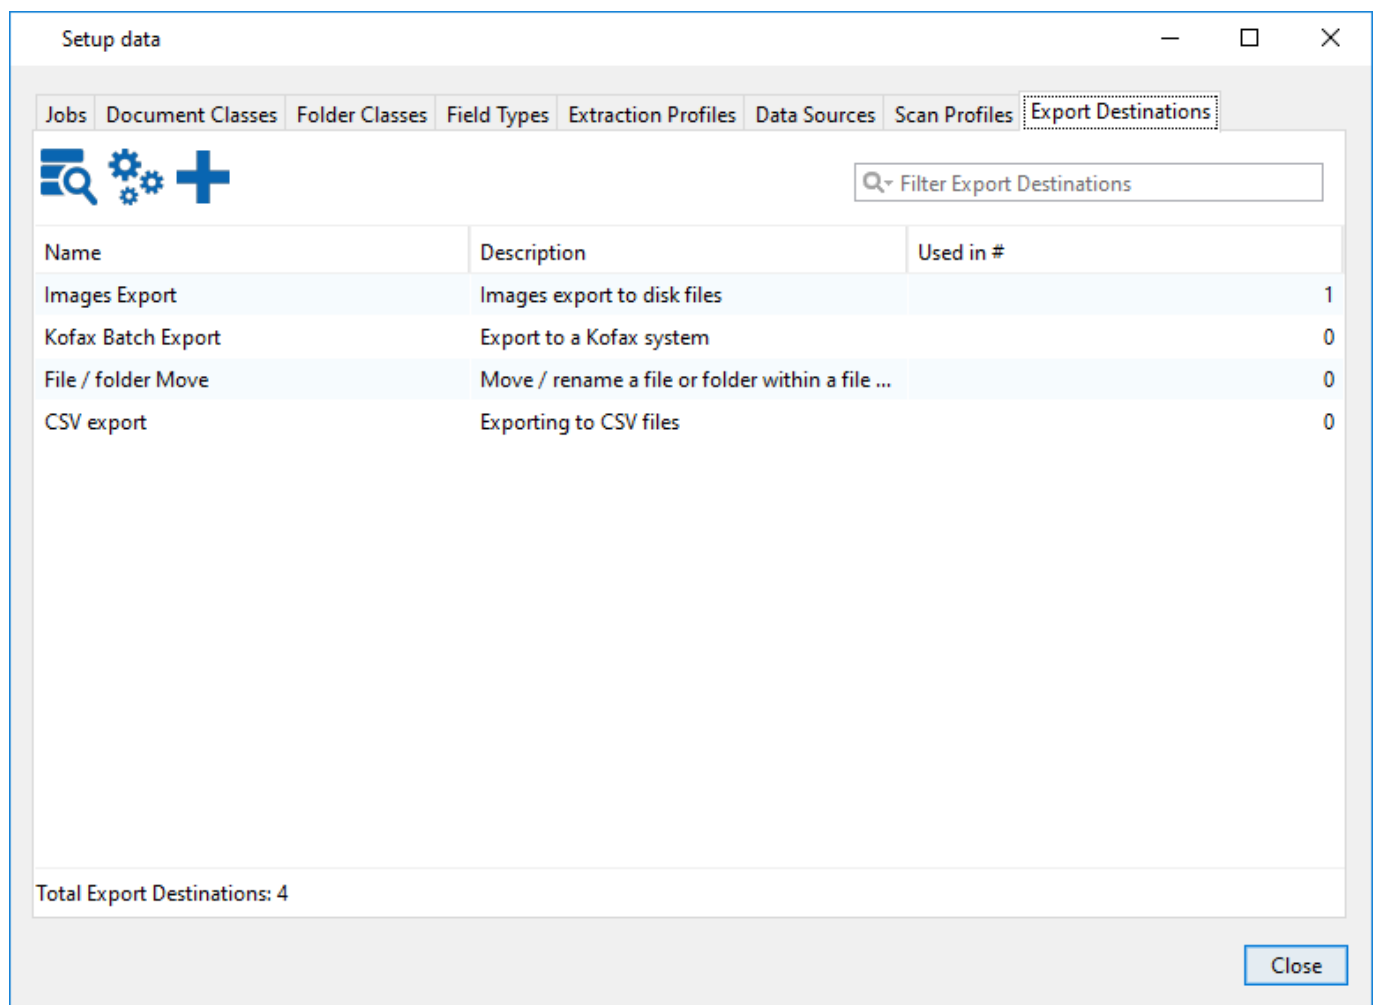 Setup data
Jobs Document Classes Folder Classes Field Types Extraction Profiles Data Sources Scan Profiles Export Destinations
Filter Export Destinations
Name Description Used in #
Images Export Images export to disk files 1
Kofax Batch Export Export to a Kofax system 0
File / folder Move Move / rename a file or folder within a file ... 0
CSV export Exporting to CSV files 0
Total Export Destinations: 4
Close